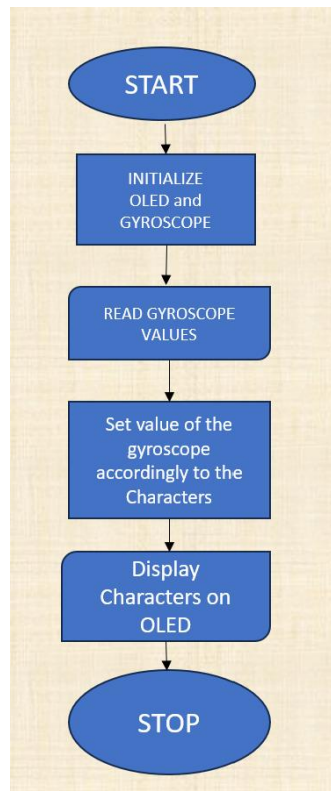 START
INITIALIZE
OLED and
GYROSCOPE
READ GYROSCOPE
VALUES
Set value of the
gyroscope
accordingly to the
Characters
Display
Characters on
OLED
STOP